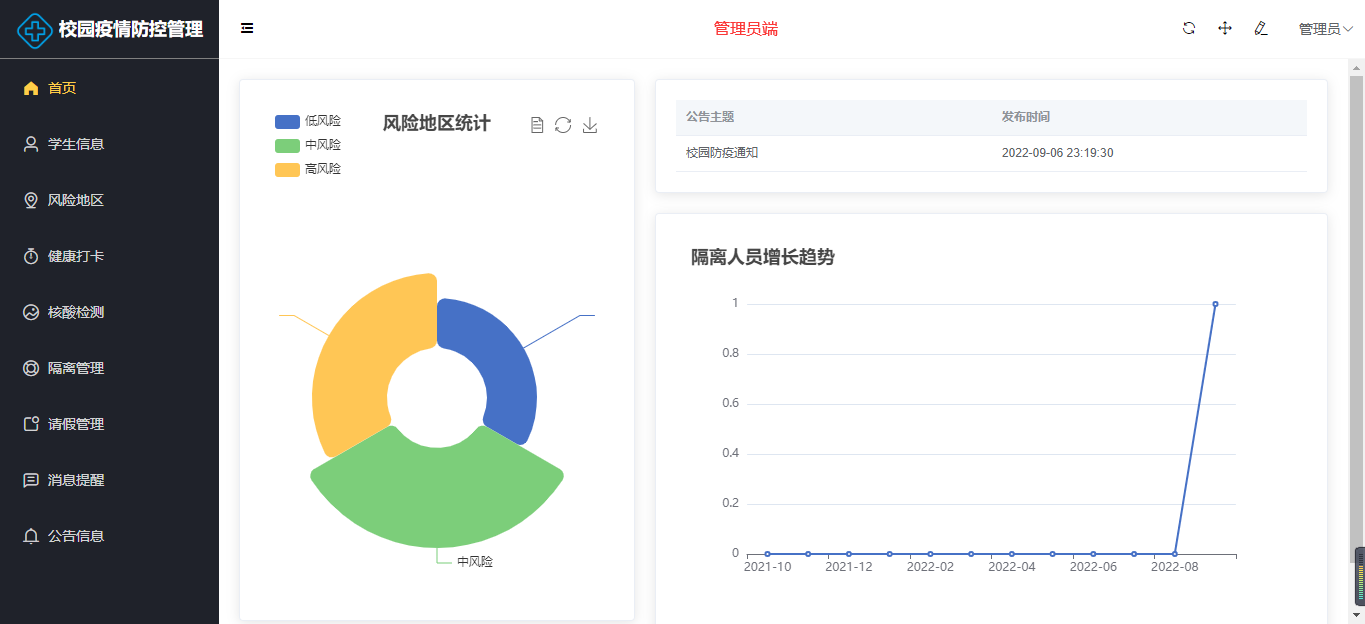 校园疫情防控管理
管理员端
管理员
首页
学生信息
风险地区
健康打卡
核酸检测
隔离管理
请假管理
消息提醒
公告信息
低风险
中风险
高风险
风险地区统计
中风险
公告主题 发布时间
校园防疫通知 2022-09-06 23:19:30
隔离人员增长趋势
1
0.8
0.6
0.4
0.2
0
2021-10 2021-12 2022-02 2022-04 2022-06 2022-08